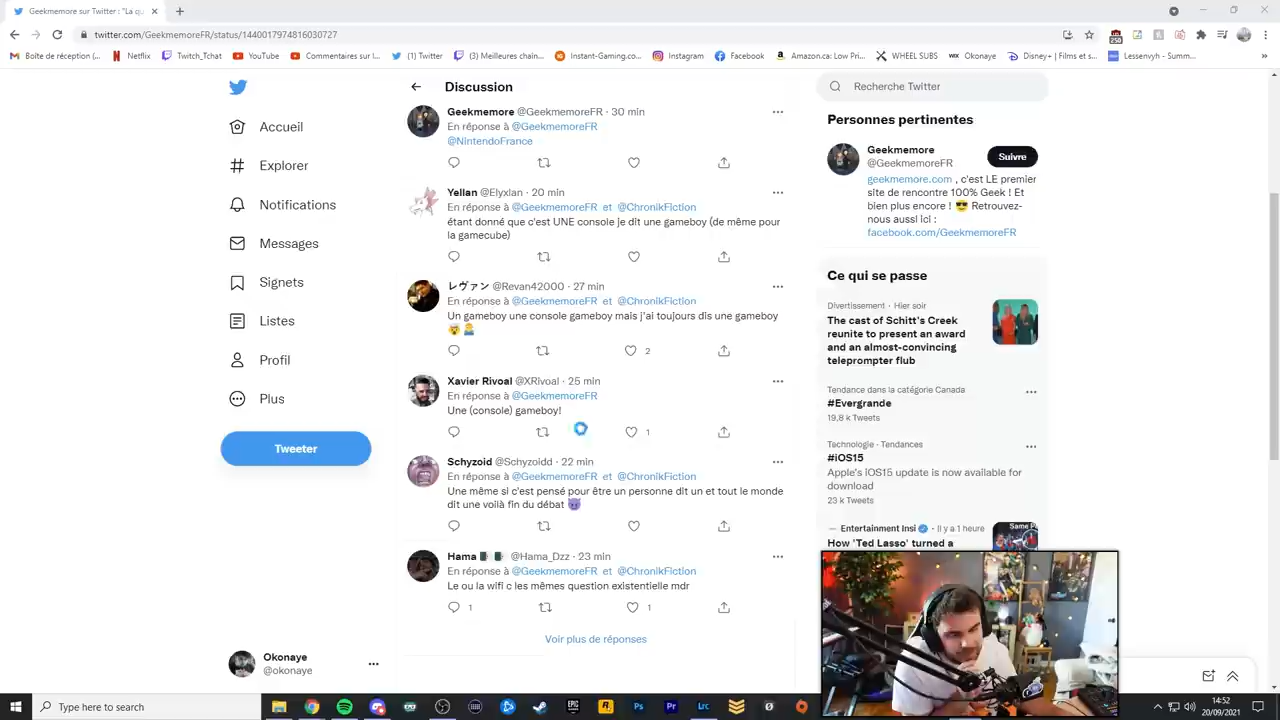 Geekmemore sur Twitter : "La qu
twitter.com/GeekmemoreFR/status/1440017974816030727
Boîte de réception (...
Netflix
Twitch_Tchat
YouTube
Commentaires sur l...
Twitter
(3) Meilleures chain...
Instant-Gaming.co...
Instagram
Facebook
Amazon.ca: Low Pri...
WHEEL SUBS
WIX
Okonaye
Disney+ | Films et s...
Lessenvyh - Summ...
Accueil
Explorer
Notifications
Messages
Signets
Listes
Profil
Plus
Tweeter
Okonaye
@okonaye
Discussion
Geekmemore @GeekmemoreFR · 30 min
En réponse à @GeekmemoreFR
@NintendoFrance
Yelian @Elyxian · 20 min
En réponse à @GeekmemoreFR et @ChronikFiction
étant donné que c'est UNE console je dit une gameboy (de même pour
la gamecube)
レヴァン @Revan42000 · 27 min
En réponse à @GeekmemoreFR et @ChronikFiction
Un gameboy une console gameboy mais j'ai toujours dis une gameboy
2
Xavier Rivoal @XRivoal · 25 min
En réponse à @GeekmemoreFR
Une (console) gameboy!
1
Schyzoid @Schyzoidd · 22 min
En réponse à @GeekmemoreFR et @ChronikFiction
Une même si c'est pensé pour être un personne dit un et tout le monde
dit une voilà fin du débat
Hama @Hama_Dzz · 23 min
En réponse à @GeekmemoreFR et @ChronikFiction
Le ou la wifi c les mêmes question existentielle mdr
1
1
Voir plus de réponses
Recherche Twitter
Personnes pertinentes
Geekmemore
@GeekmemoreFR
Suivre
geekmemore.com , c'est LE premier
site de rencontre 100% Geek ! Et
bien plus encore ! 😎 Retrouvez-
nous aussi ici :
facebook.com/GeekmemoreFR
Ce qui se passe
Divertissement · Hier soir
The cast of Schitt's Creek
reunite to present an award
and an almost-convincing
teleprompter flub
Tendance dans la catégorie Canada
#Evergrande
19,8 k Tweets
Technologie · Tendances
#iOS15
Apple's iOS15 update is now available for
download
23 k Tweets
Entertainment Insi · Il y a 1 heure
How 'Ted Lasso' turned a
Same P
Type here to search
14:52
20/09/2021